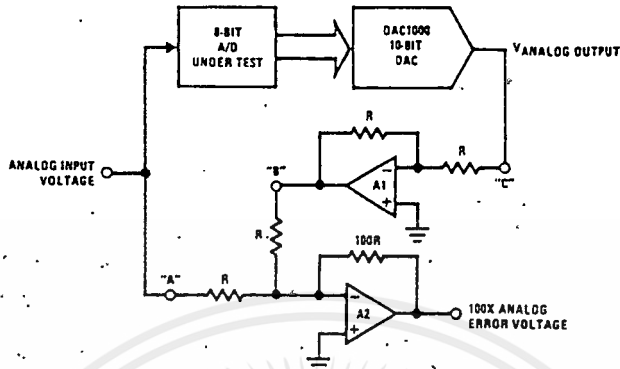 8-BIT
A/D
UNDER TEST
DAC1000
10-BIT
DAC
VANALOG OUTPUT
R
ANALOG INPUT
VOLTAGE
"B"
R
A1
"C"
R
100R
"A"
R
A2
100X ANALOG
ERROR VOLTAGE